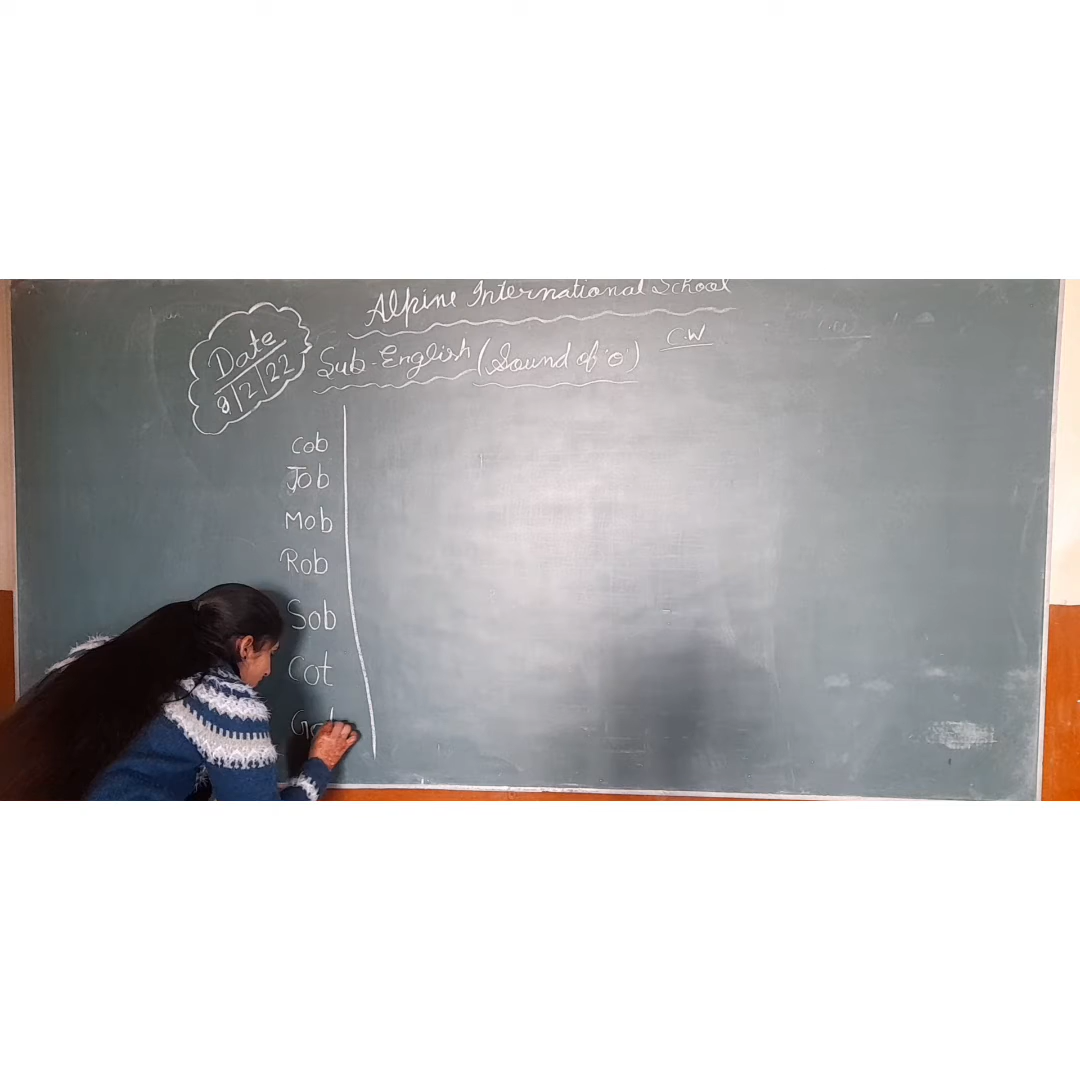 Alpine International School
Date
8/2/22
Sub-English (Sound of 'o')
C.W
Cob
Job
Mob
Rob
Sob
Cot